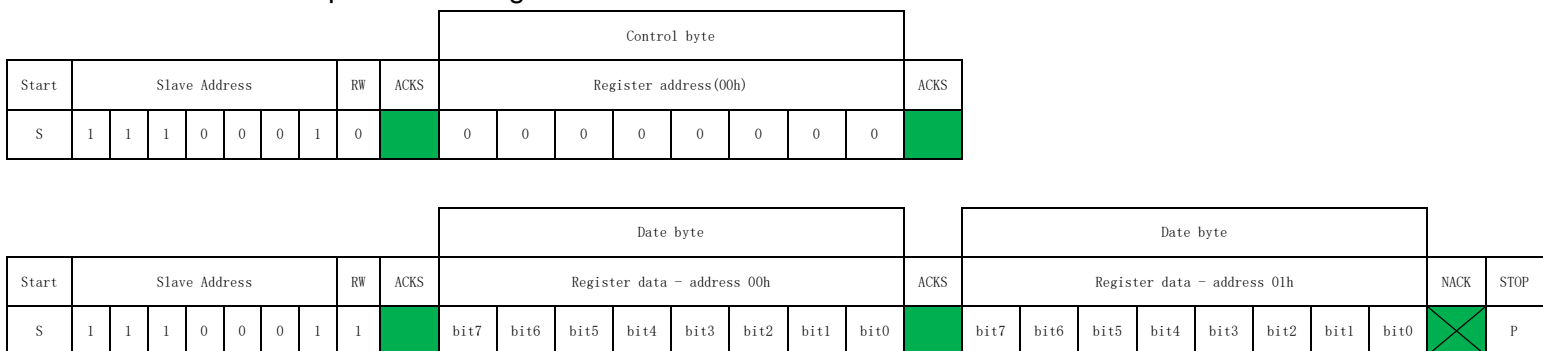 Control byte
Start Slave Address RW ACKS Register address(00h) ACKS
S 1 1 1 0 0 0 1 0 0 0 0 0 0 0 0 0
Date byte Date byte
Start Slave Address RW ACKS Register data - address 00h ACKS Register data - address 01h NACK STOP
S 1 1 1 0 0 0 1 1 bit7 bit6 bit5 bit4 bit3 bit2 bit1 bit0 bit7 bit6 bit5 bit4 bit3 bit2 bit1 bit0 P